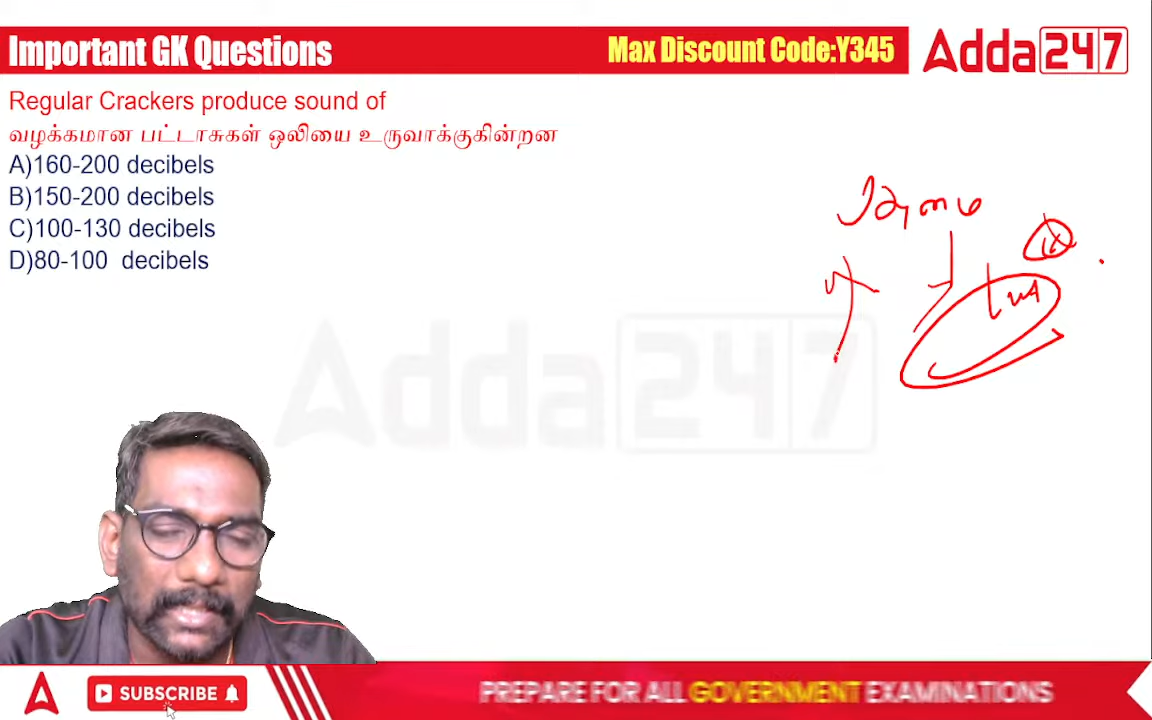 Important GK Questions
Max Discount Code:Y345
Adda247
Regular Crackers produce sound of
வழக்கமான பட்டாசுகள் ஒலியை உருவாக்குகின்றன
A)160-200 decibels
B)150-200 decibels
C)100-130 decibels
D)80-100 decibels
Adda247
SUBSCRIBE
PREPARE FOR ALL GOVERNMENT EXAMINATIONS